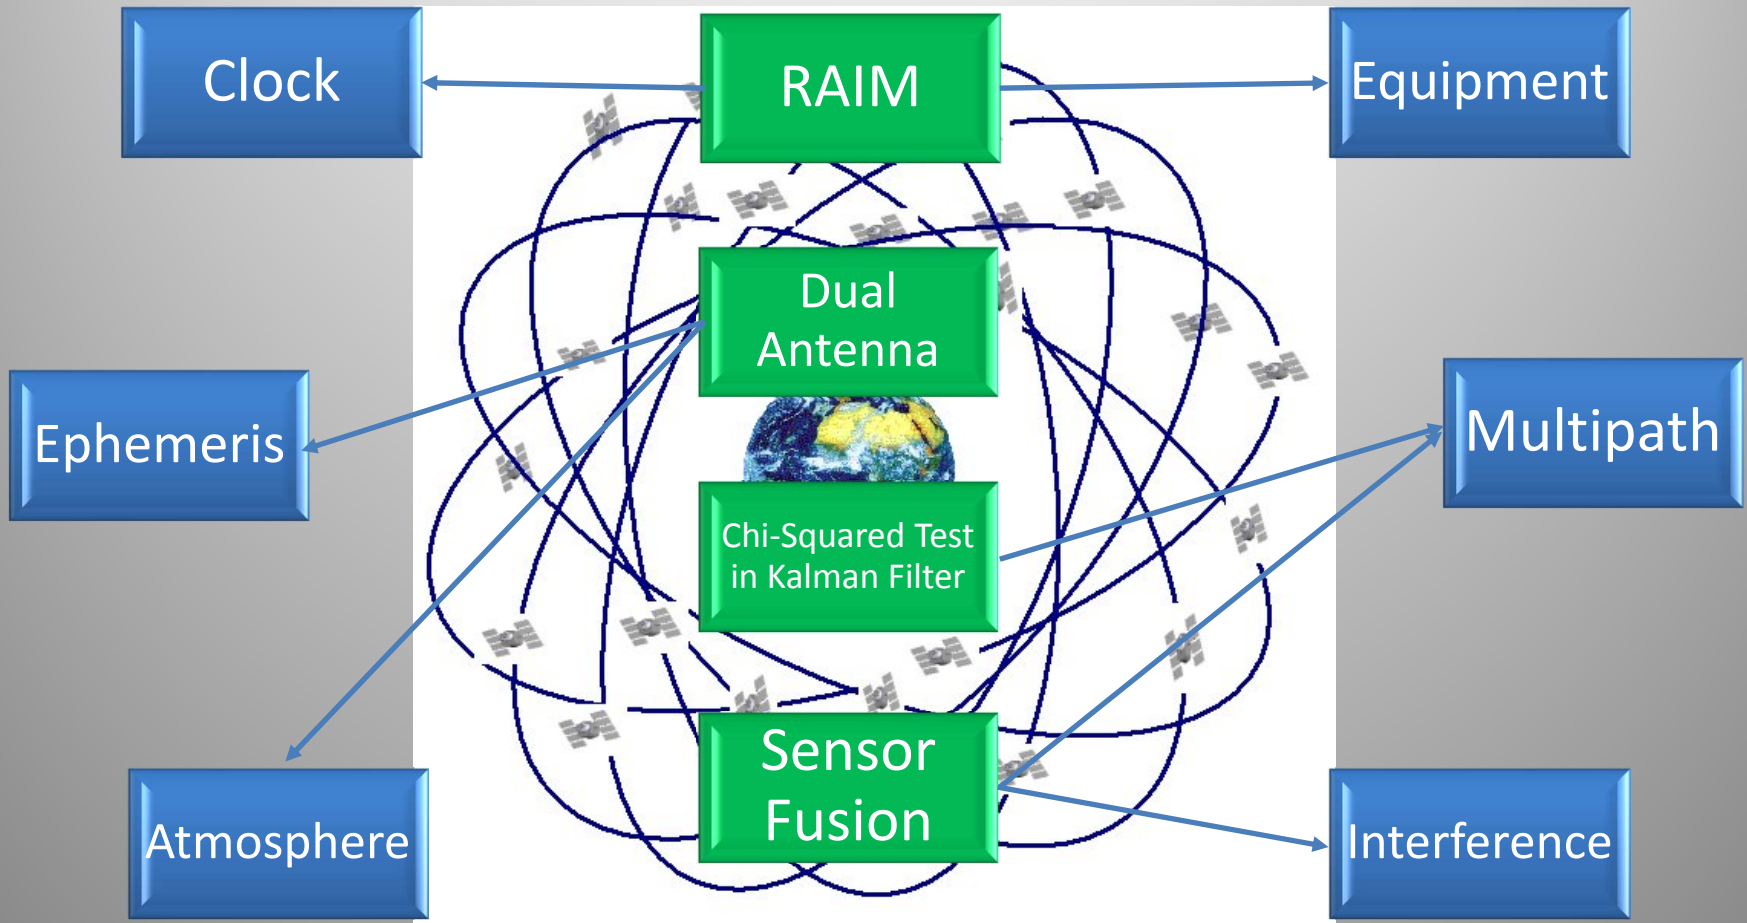 Clock
RAIM
Equipment
Dual
Antenna
Ephemeris
Multipath
Chi-Squared Test
in Kalman Filter
Sensor
Fusion
Atmosphere
Interference